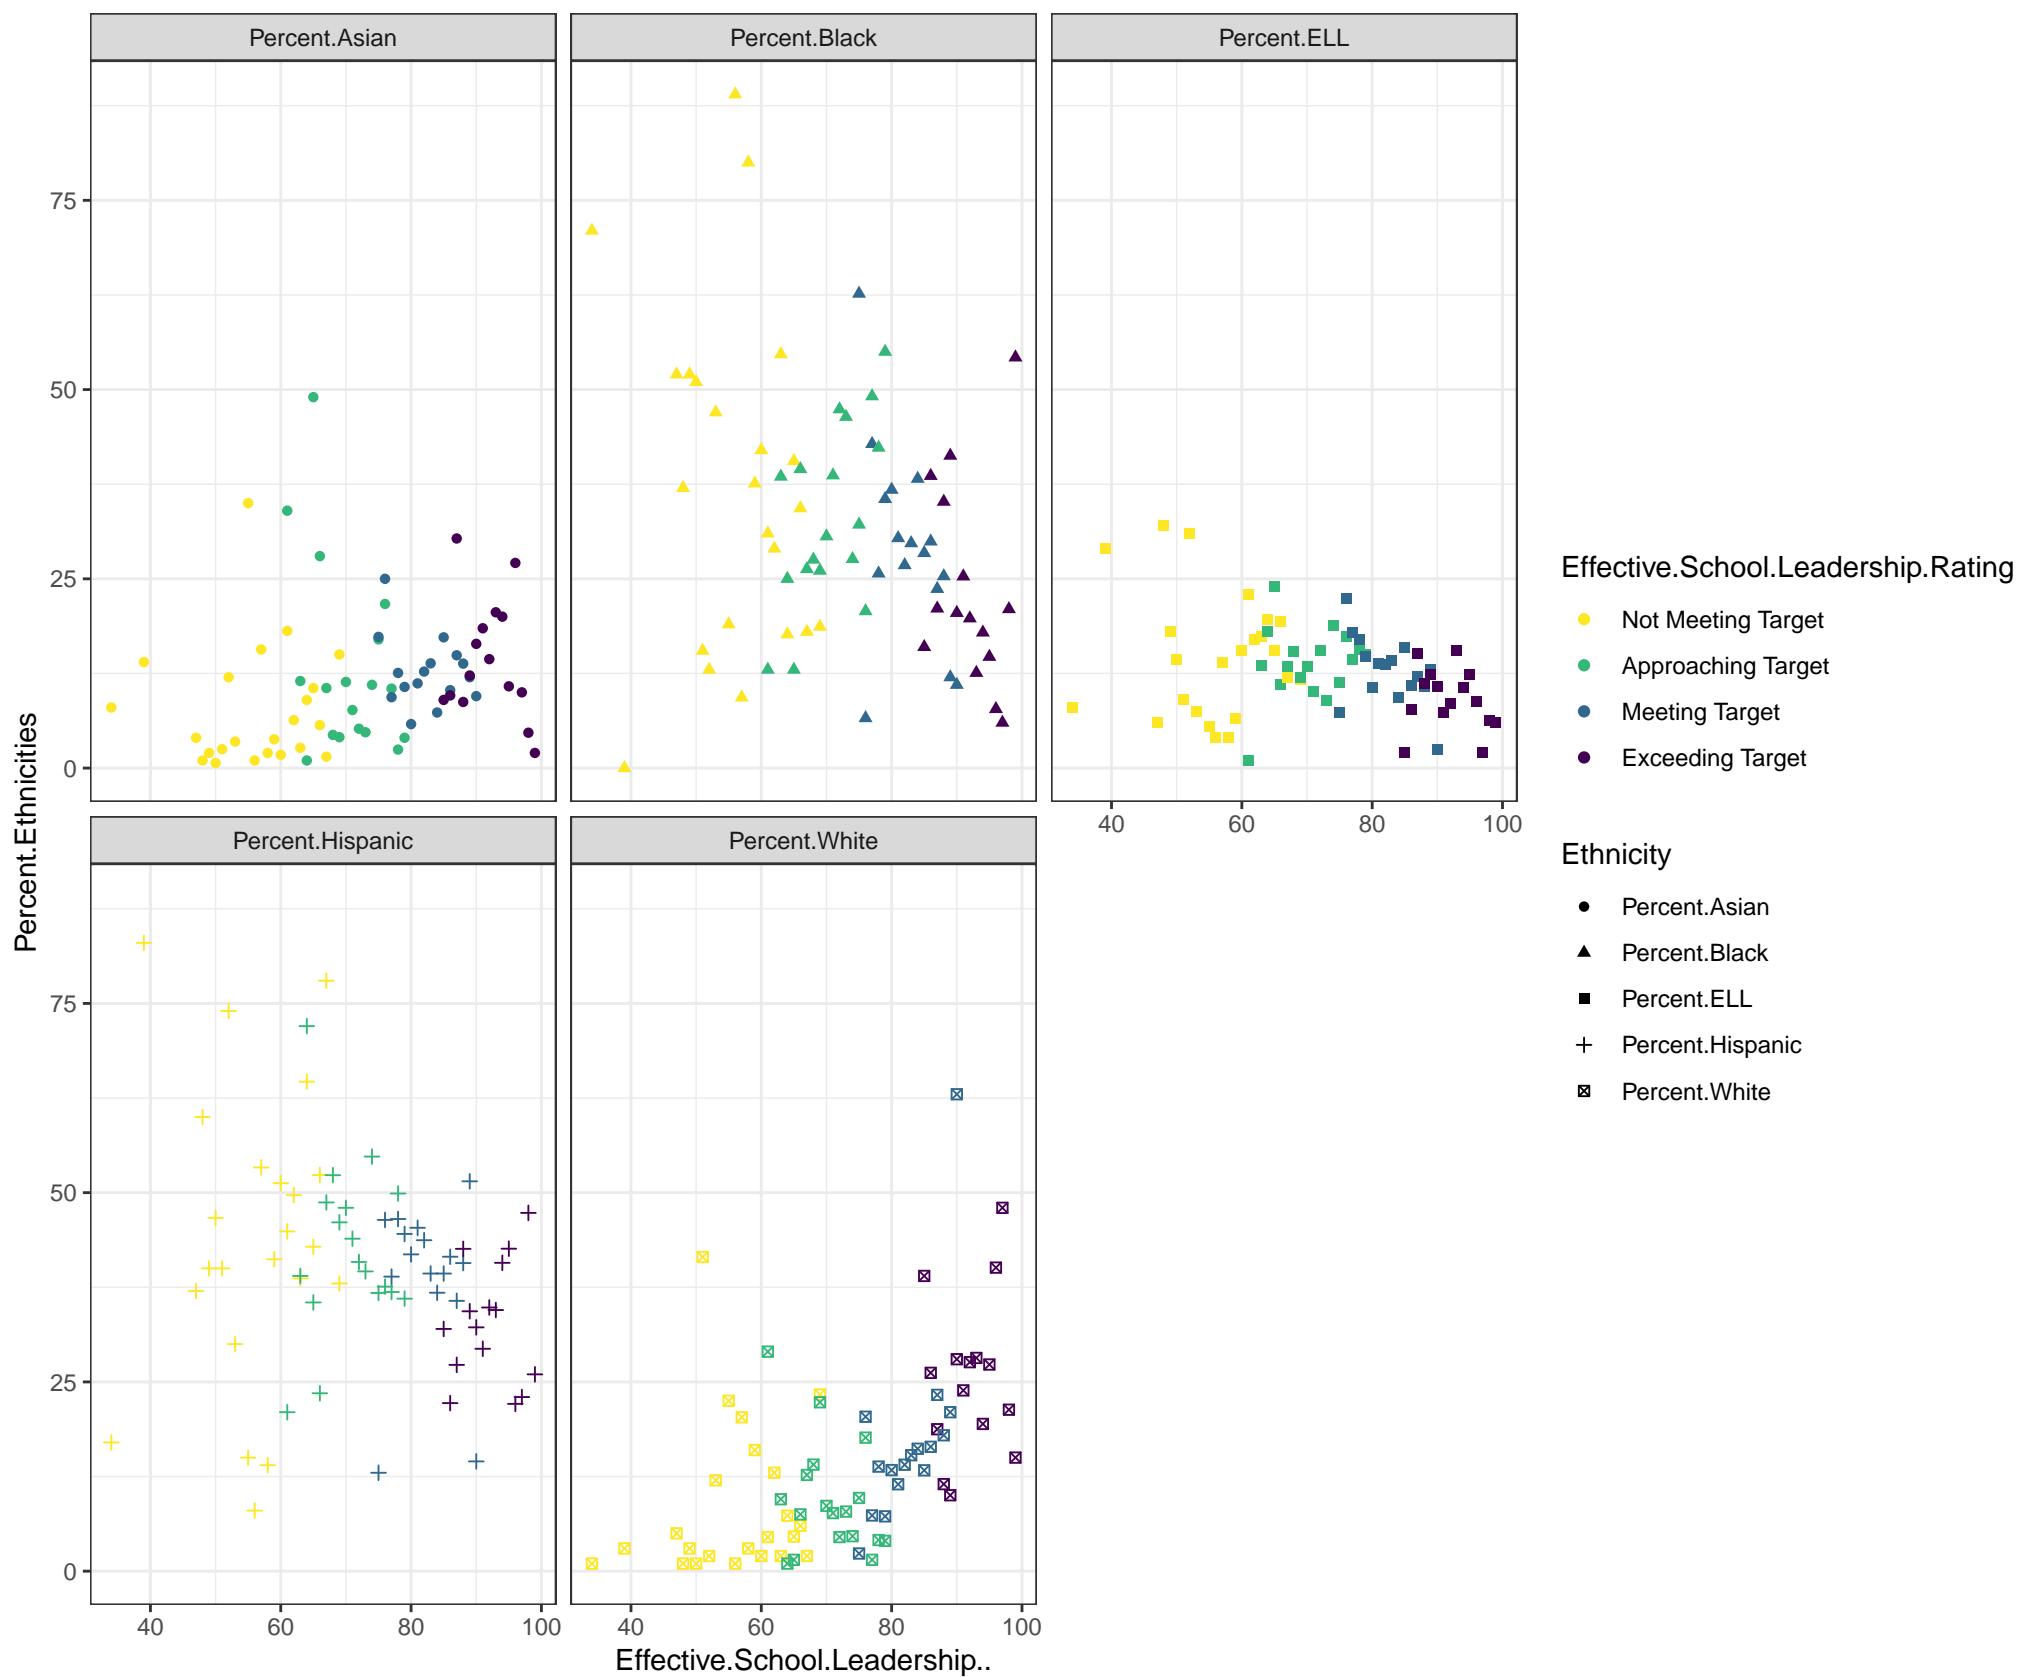 Percent.Asian
Percent.Black
Percent.ELL
75
50
25
0
40 60 80 100
Percent.Hispanic
Percent.White
75
50
25
0
40 60 80 100
40 60 80 100
Percent.Ethnicities
Effective.School.Leadership..
Effective.School.Leadership.Rating
Not Meeting Target
Approaching Target
Meeting Target
Exceeding Target
Ethnicity
Percent.Asian
Percent.Black
Percent.ELL
Percent.Hispanic
Percent.White